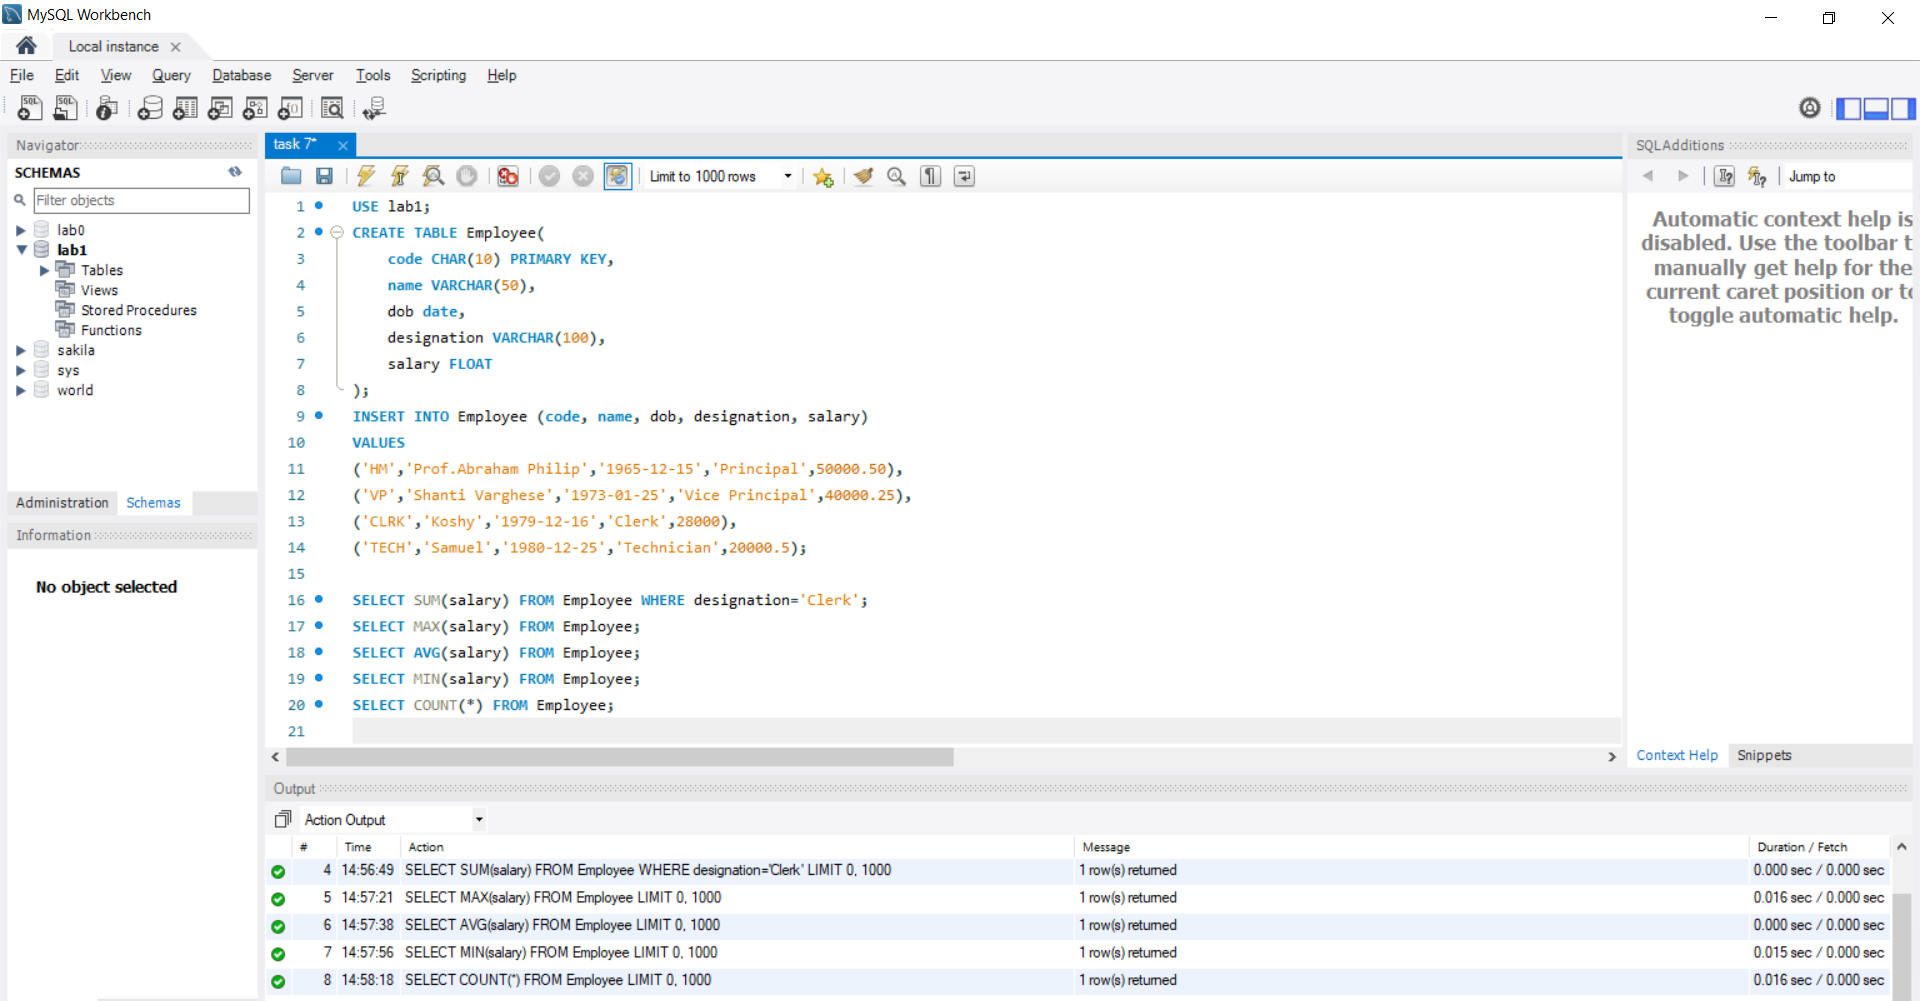 MySQL Workbench
Local instance
File Edit View Query Database Server Tools Scripting Help
Navigator
SCHEMAS
Filter objects
lab0
lab1
Tables
Views
Stored Procedures
Functions
sakila
sys
world
Administration Schemas
Information
No object selected
task 7*
Limit to 1000 rows
1 USE lab1;
2 CREATE TABLE Employee(
3 code CHAR(10) PRIMARY KEY,
4 name VARCHAR(50),
5 dob date,
6 designation VARCHAR(100),
7 salary FLOAT
8 );
9 INSERT INTO Employee (code, name, dob, designation, salary)
10 VALUES
11 ('HM','Prof.Abraham Philip','1965-12-15','Principal',50000.50),
12 ('VP','Shanti Varghese','1973-01-25','Vice Principal',40000.25),
13 ('CLRK','Koshy','1979-12-16','Clerk',28000),
14 ('TECH','Samuel','1980-12-25','Technician',20000.5);
15
16 SELECT SUM(salary) FROM Employee WHERE designation='Clerk';
17 SELECT MAX(salary) FROM Employee;
18 SELECT AVG(salary) FROM Employee;
19 SELECT MIN(salary) FROM Employee;
20 SELECT COUNT(*) FROM Employee;
21
SQLAdditions
Jump to
Automatic context help is
disabled. Use the toolbar t
manually get help for the
current caret position or to
toggle automatic help.
Context Help Snippets
Output
Action Output
# Time Action Message Duration / Fetch
4 14:56:49 SELECT SUM(salary) FROM Employee WHERE designation='Clerk' LIMIT 0, 1000 1 row(s) returned 0.000 sec / 0.000 sec
5 14:57:21 SELECT MAX(salary) FROM Employee LIMIT 0, 1000 1 row(s) returned 0.016 sec / 0.000 sec
6 14:57:38 SELECT AVG(salary) FROM Employee LIMIT 0, 1000 1 row(s) returned 0.000 sec / 0.000 sec
7 14:57:56 SELECT MIN(salary) FROM Employee LIMIT 0, 1000 1 row(s) returned 0.015 sec / 0.000 sec
8 14:58:18 SELECT COUNT(*) FROM Employee LIMIT 0, 1000 1 row(s) returned 0.016 sec / 0.000 sec